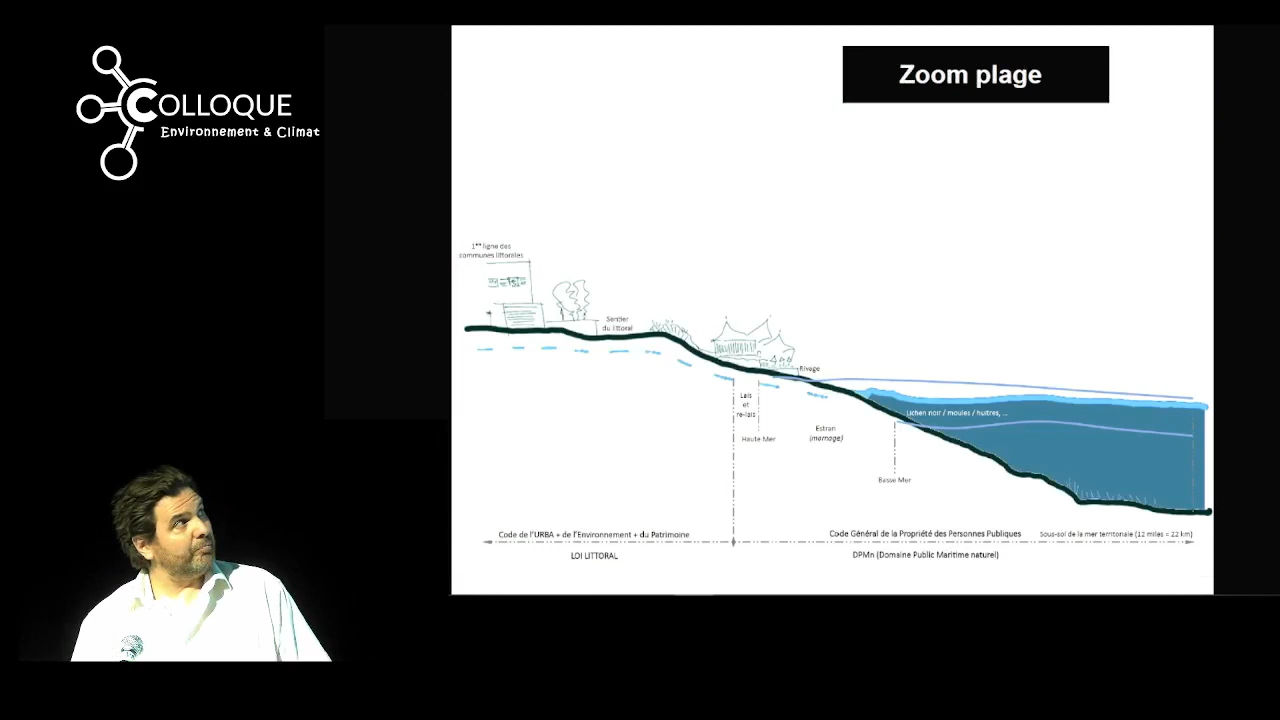 COLLOQUE
Environnement & Climat
Zoom plage
1ère ligne des
communes littorales
Sentier
du littoral
Rivage
Lais
et
re-lais
Haute Mer
Estran
(marnage)
Lichen noir / moules / huitres, ...
Basse Mer
Code de l'URBA + de l'Environnement + du Patrimoine
LOI LITTORAL
Code Général de la Propriété des Personnes Publiques
Sous-sol de la mer territoriale (12 miles = 22 km)
DPMn (Domaine Public Maritime naturel)